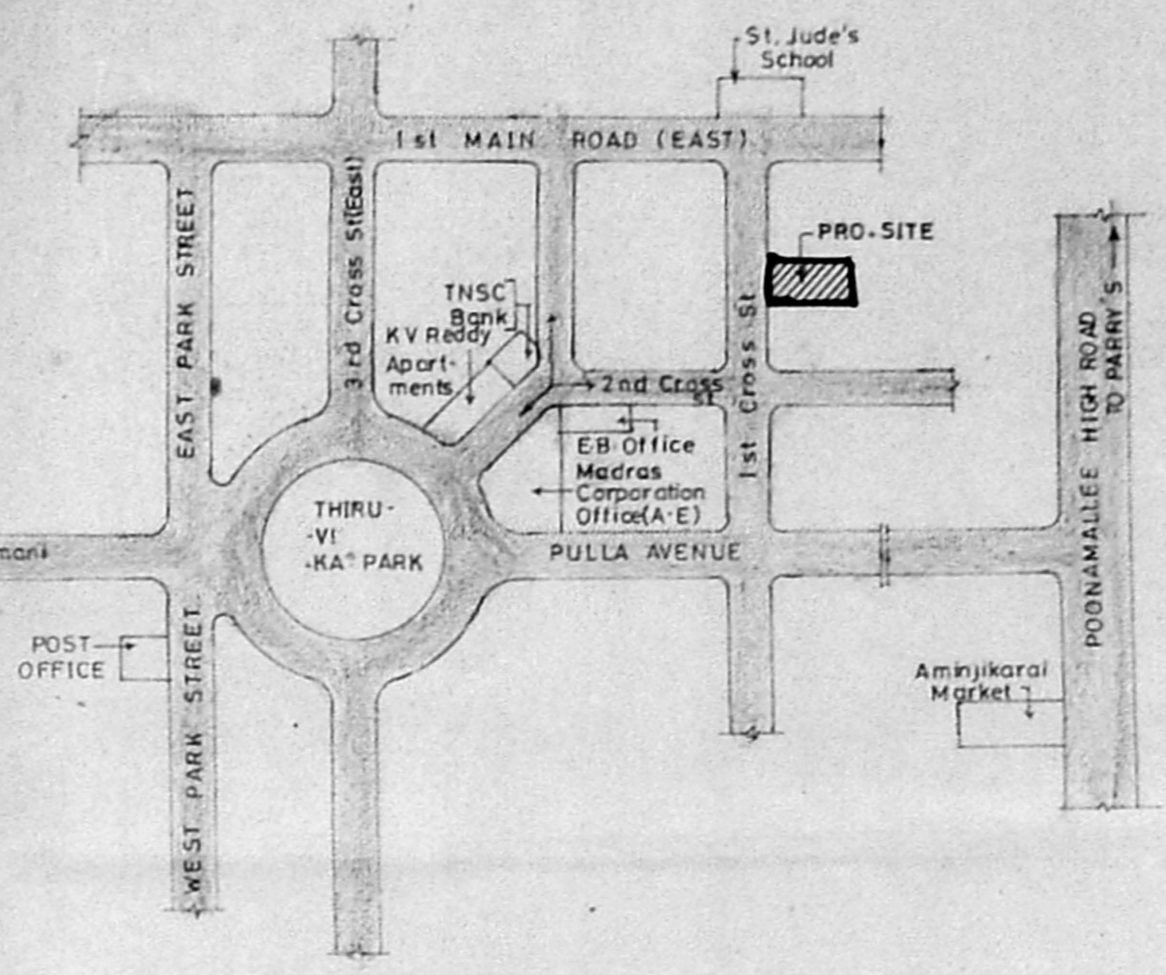 St. Jude's
School
1st MAIN ROAD (EAST)
PRO. SITE
EAST PARK STREET
3rd Cross St(East)
TNSC
Bank
K V Reddy
Apart-
ments
2nd Cross
St
1st Cross St
E.B. Office
Madras
Corporation
Office(A.E)
THIRU-
-VI
-KA PARK
PULLA AVENUE
POONAMALLEE HIGH ROAD
TO PARRY'S
POST
OFFICE
WEST PARK STREET
Aminjikarai
Market